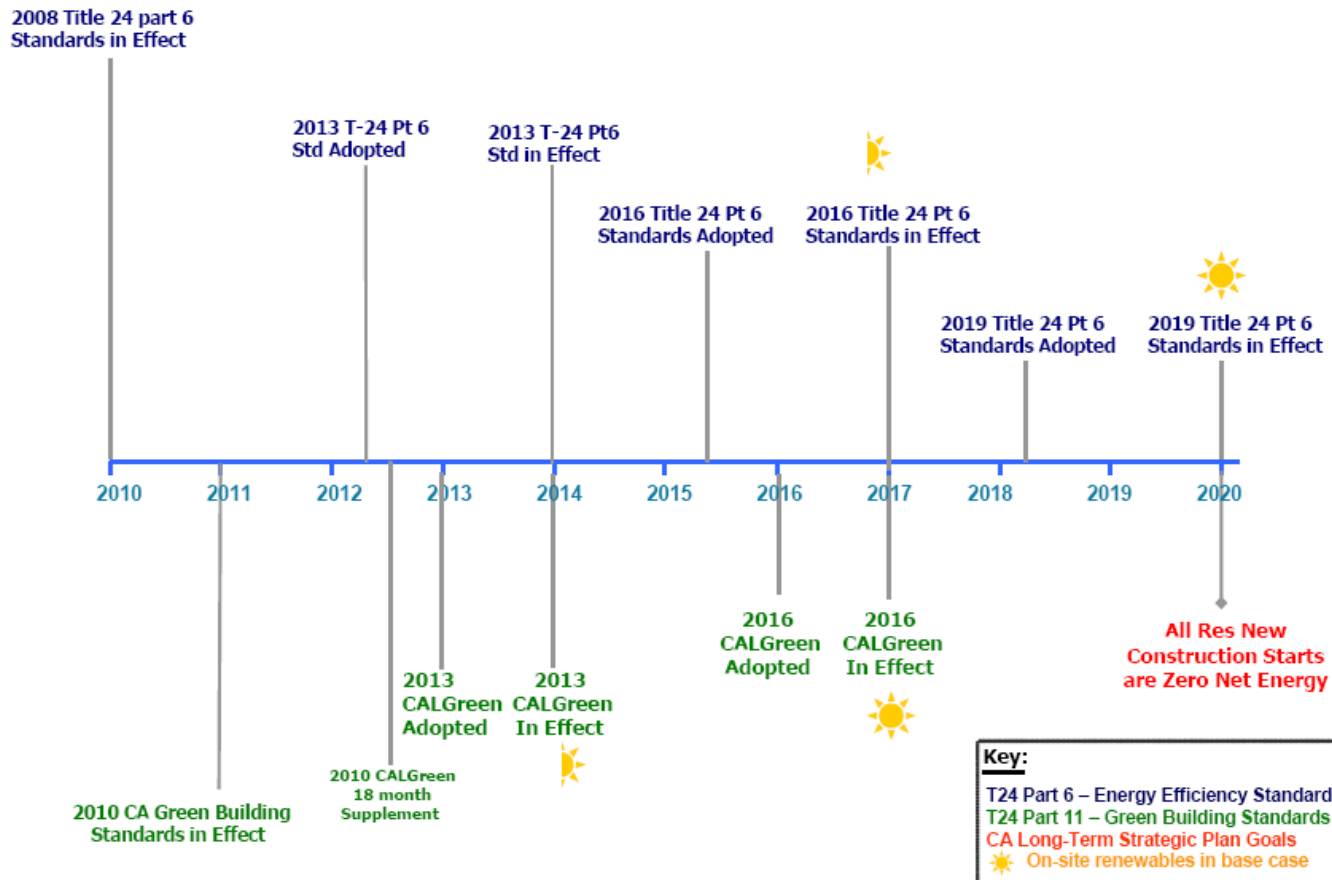 2008 Title 24 part 6
Standards in Effect
2013 T-24 Pt 6
Std Adopted
2013 T-24 Pt6
Std in Effect
2016 Title 24 Pt 6
Standards Adopted
2016 Title 24 Pt 6
Standards in Effect
2019 Title 24 Pt 6
Standards Adopted
2019 Title 24 Pt 6
Standards in Effect
2010 2011 2012 2013 2014 2015 2016 2017 2018 2019 2020
2010 CA Green Building
Standards in Effect
2010 CALGreen
18 month
Supplement
2013
CALGreen
Adopted
2013
CALGreen
In Effect
2016
CALGreen
Adopted
2016
CALGreen
In Effect
All Res New
Construction Starts
are Zero Net Energy
Key:
T24 Part 6 – Energy Efficiency Standard
T24 Part 11 – Green Building Standards
CA Long-Term Strategic Plan Goals
On-site renewables in base case